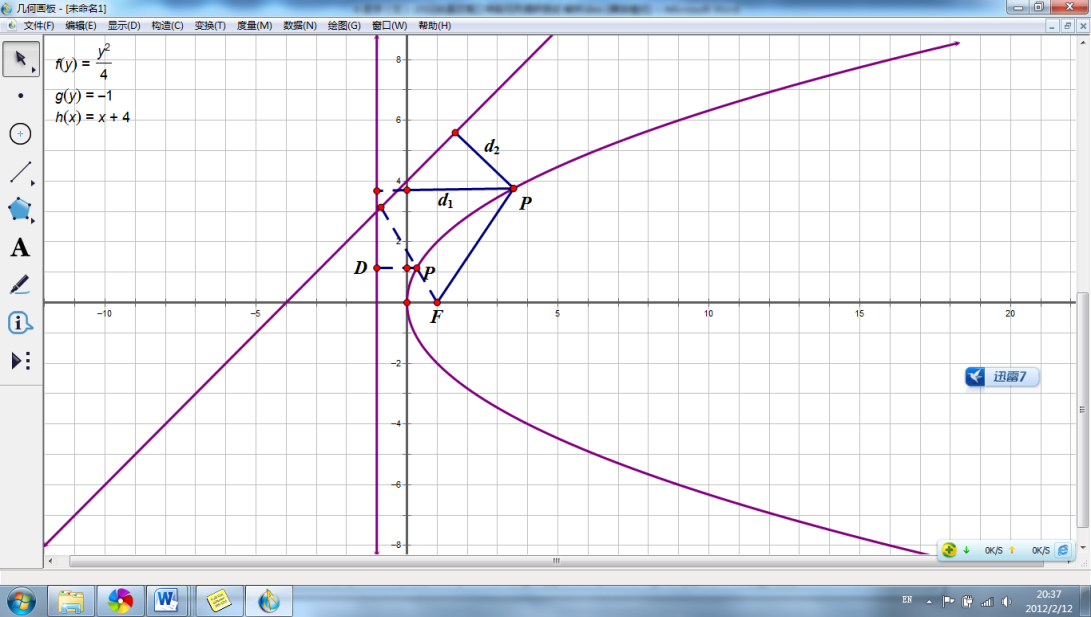 几何画板 - [未命名1]
文件(F) 编辑(E) 显示(D) 构造(C) 变换(T) 度量(M) 数据(N) 绘图(G) 窗口(W) 帮助(H)
f(y) = y²/4
g(y) = -1
h(x) = x + 4
8
6
4
2
-2
-4
-6
-8
-10
-5
5
10
15
20
d₂
d₁
P
D
P
F
A
迅雷7
0K/S
0K/S
EN
20:37
2012/2/12